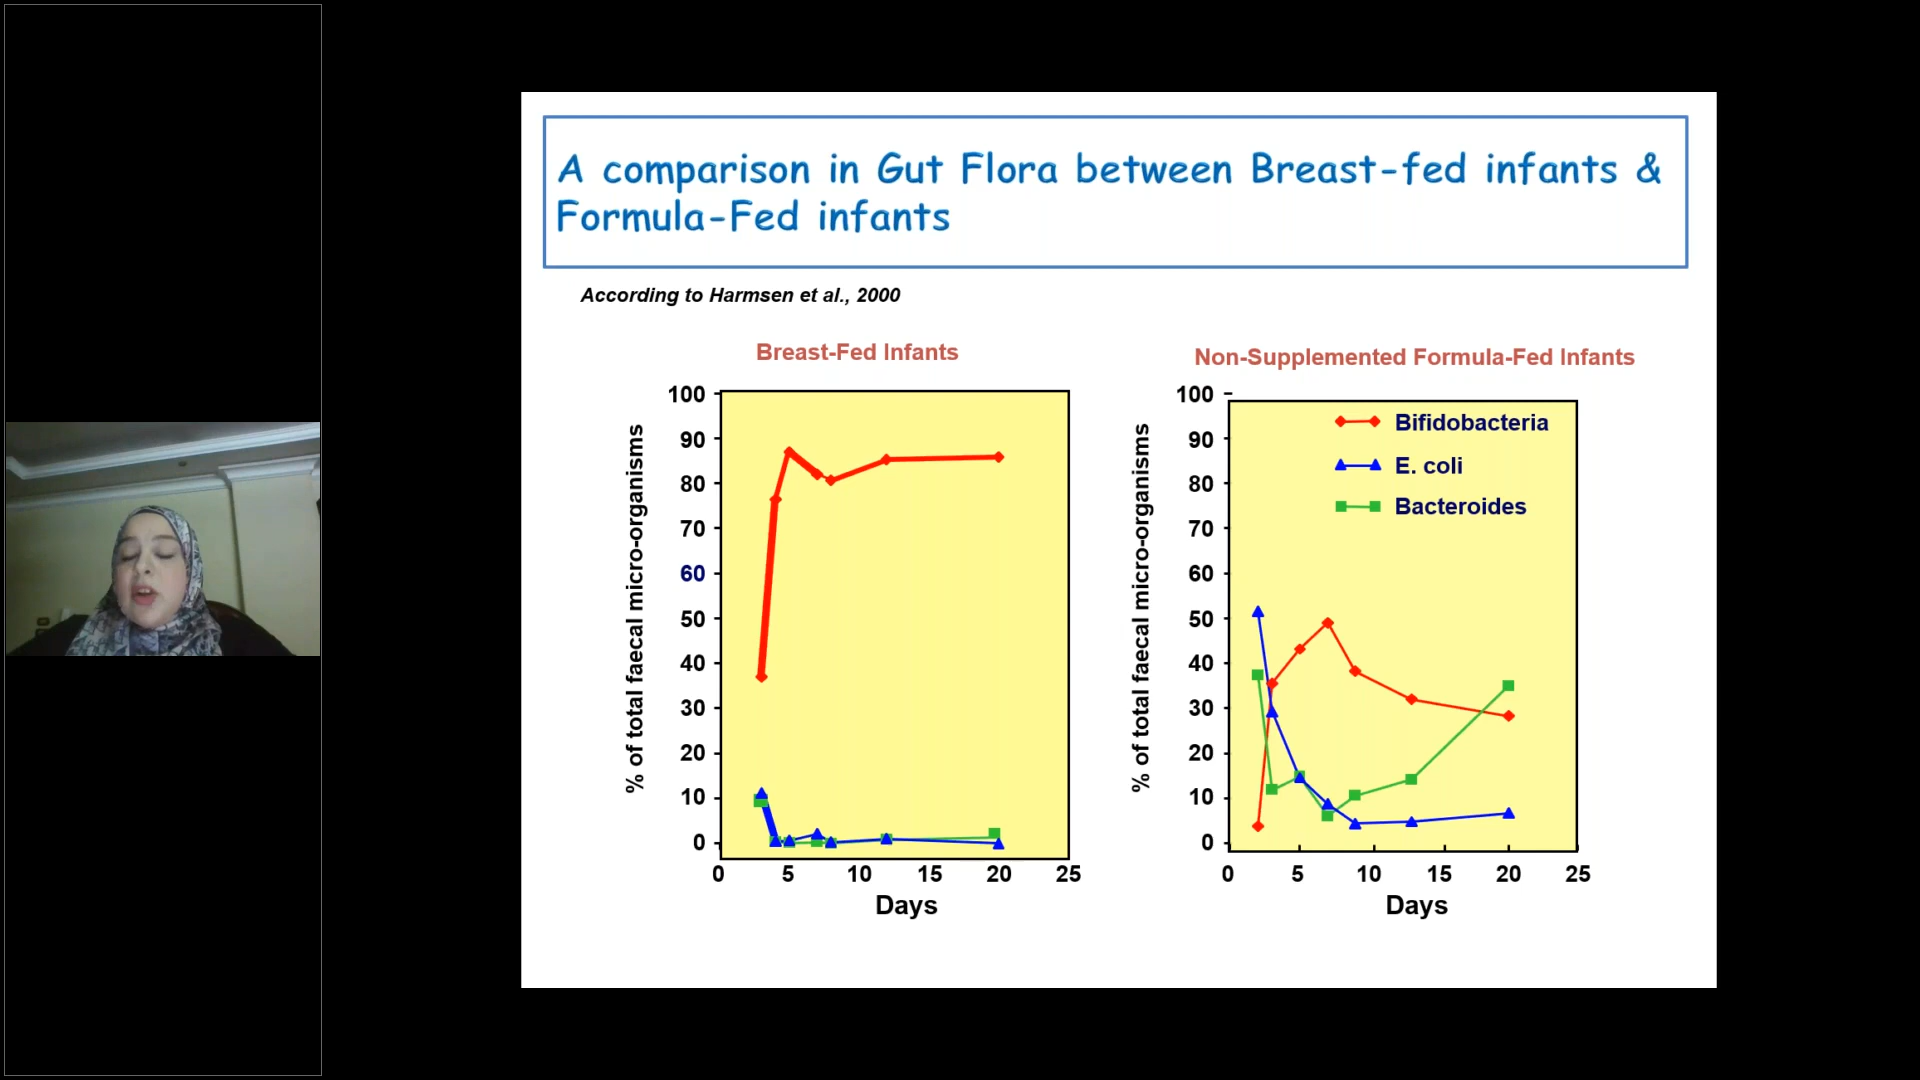 A comparison in Gut Flora between Breast-fed infants &
Formula-Fed infants
According to Harmsen et al., 2000
Breast-Fed Infants
% of total faecal micro-organisms
100
90
80
70
60
50
40
30
20
10
0
0 5 10 15 20 25
Days
Non-Supplemented Formula-Fed Infants
% of total faecal micro-organisms
100
90
80
70
60
50
40
30
20
10
0
Bifidobacteria
E. coli
Bacteroides
0 5 10 15 20 25
Days